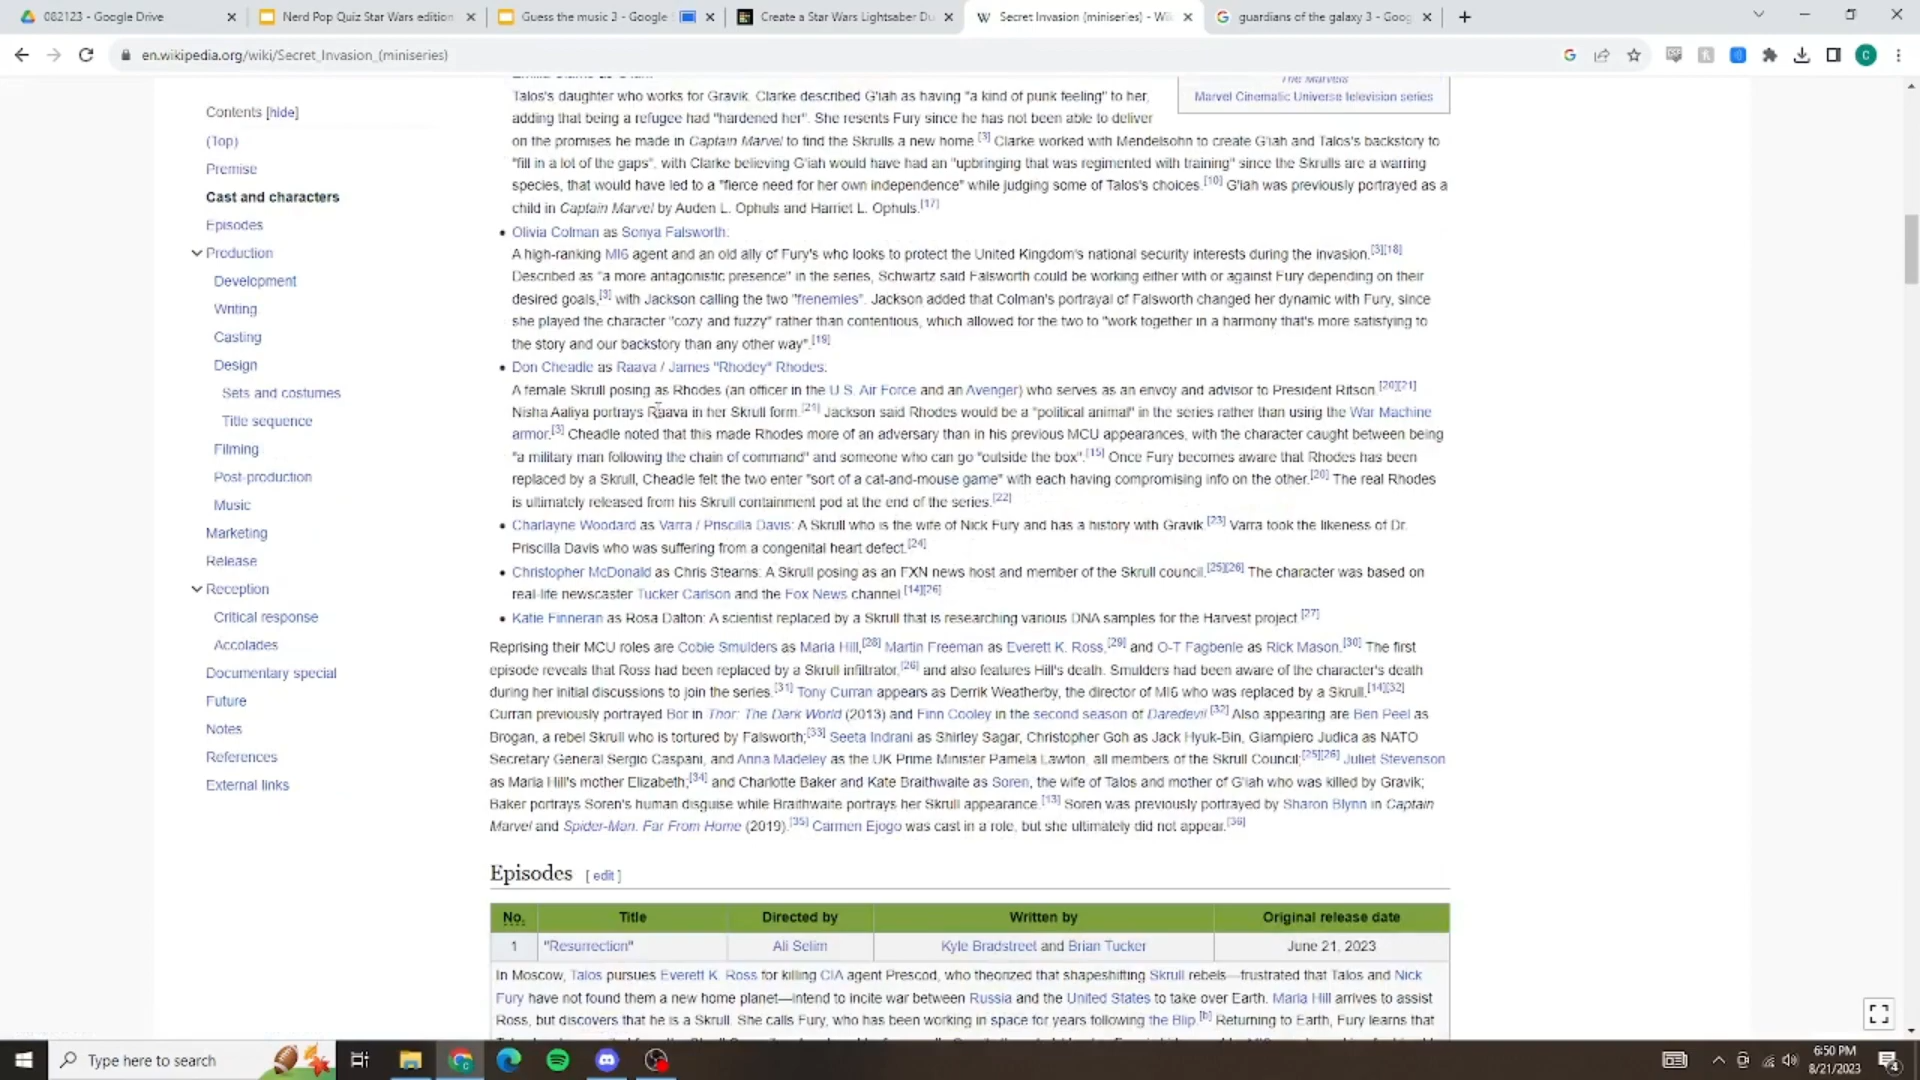 082123 - Google Drive
Nerd Pop Quiz Star Wars edition
Guess the music 3 - Google
Create a Star Wars Lightsaber Du
Secret Invasion (miniseries) - Wi
guardians of the galaxy 3 - Goog
en.wikipedia.org/wiki/Secret_Invasion_(miniseries)
Contents [hide]
(Top)
Premise
Cast and characters
Episodes
Production
Development
Writing
Casting
Design
Sets and costumes
Title sequence
Filming
Post-production
Music
Marketing
Release
Reception
Critical response
Accolades
Documentary special
Future
Notes
References
External links
The Marvels
Marvel Cinematic Universe television series
Talos's daughter who works for Gravik. Clarke described G'iah as having "a kind of punk feeling" to her,
adding that being a refugee had "hardened her". She resents Fury since he has not been able to deliver
on the promises he made in Captain Marvel to find the Skrulls a new home.[3] Clarke worked with Mendelsohn to create G'iah and Talos's backstory to
"fill in a lot of the gaps", with Clarke believing G'iah would have had an "upbringing that was regimented with training" since the Skrulls are a warring
species, that would have led to a "fierce need for her own independence" while judging some of Talos's choices.[10] G'iah was previously portrayed as a
child in Captain Marvel by Auden L. Ophuls and Harriet L. Ophuls.[17]
• Olivia Colman as Sonya Falsworth:
A high-ranking MI6 agent and an old ally of Fury's who looks to protect the United Kingdom's national security interests during the invasion.[3][18]
Described as "a more antagonistic presence" in the series, Schwartz said Falsworth could be working either with or against Fury depending on their
desired goals,[3] with Jackson calling the two "frenemies". Jackson added that Colman's portrayal of Falsworth changed her dynamic with Fury, since
she played the character "cozy and fuzzy" rather than contentious, which allowed for the two to "work together in a harmony that's more satisfying to
the story and our backstory than any other way".[19]
• Don Cheadle as Raava / James "Rhodey" Rhodes:
A female Skrull posing as Rhodes (an officer in the U.S. Air Force and an Avenger) who serves as an envoy and advisor to President Ritson.[20][21]
Nisha Aaliya portrays Raava in her Skrull form.[21] Jackson said Rhodes would be a "political animal" in the series rather than using the War Machine
armor.[3] Cheadle noted that this made Rhodes more of an adversary than in his previous MCU appearances, with the character caught between being
"a military man following the chain of command" and someone who can go "outside the box".[15] Once Fury becomes aware that Rhodes has been
replaced by a Skrull, Cheadle felt the two enter "sort of a cat-and-mouse game" with each having compromising info on the other.[20] The real Rhodes
is ultimately released from his Skrull containment pod at the end of the series.[22]
• Charlayne Woodard as Varra / Priscilla Davis: A Skrull who is the wife of Nick Fury and has a history with Gravik.[23] Varra took the likeness of Dr.
Priscilla Davis who was suffering from a congenital heart defect.[24]
• Christopher McDonald as Chris Stearns: A Skrull posing as an FXN news host and member of the Skrull council.[25][26] The character was based on
real-life newscaster Tucker Carlson and the Fox News channel.[14][26]
• Katie Finneran as Rosa Dalton: A scientist replaced by a Skrull that is researching various DNA samples for the Harvest project.[27]
Reprising their MCU roles are Cobie Smulders as Maria Hill,[28] Martin Freeman as Everett K. Ross,[29] and O-T Fagbenle as Rick Mason.[30] The first
episode reveals that Ross had been replaced by a Skrull infiltrator,[26] and also features Hill's death. Smulders had been aware of the character's death
during her initial discussions to join the series.[31] Tony Curran appears as Derrik Weatherby, the director of MI6 who was replaced by a Skrull.[14][32]
Curran previously portrayed Bor in Thor: The Dark World (2013) and Finn Cooley in the second season of Daredevil.[32] Also appearing are Ben Peel as
Brogan, a rebel Skrull who is tortured by Falsworth;[33] Seeta Indrani as Shirley Sagar, Christopher Goh as Jack Hyuk-Bin, Giampiero Judica as NATO
Secretary General Sergio Caspani, and Anna Madeley as the UK Prime Minister Pamela Lawton, all members of the Skrull Council;[25][26] Juliet Stevenson
as Maria Hill's mother Elizabeth;[34] and Charlotte Baker and Kate Braithwaite as Soren, the wife of Talos and mother of G'iah who was killed by Gravik;
Baker portrays Soren's human disguise while Braithwaite portrays her Skrull appearance.[13] Soren was previously portrayed by Sharon Blynn in Captain
Marvel and Spider-Man: Far From Home (2019).[35] Carmen Ejogo was cast in a role, but she ultimately did not appear.[36]
Episodes [ edit ]
No. Title Directed by Written by Original release date
1 "Resurrection" Ali Selim Kyle Bradstreet and Brian Tucker June 21, 2023
In Moscow, Talos pursues Everett K. Ross for killing CIA agent Prescod, who theorized that shapeshifting Skrull rebels—frustrated that Talos and Nick
Fury have not found them a new home planet—intend to incite war between Russia and the United States to take over Earth. Maria Hill arrives to assist
Ross, but discovers that he is a Skrull. She calls Fury, who has been working in space for years following the Blip.[b] Returning to Earth, Fury learns that
Type here to search
6:50 PM
8/21/2023
4